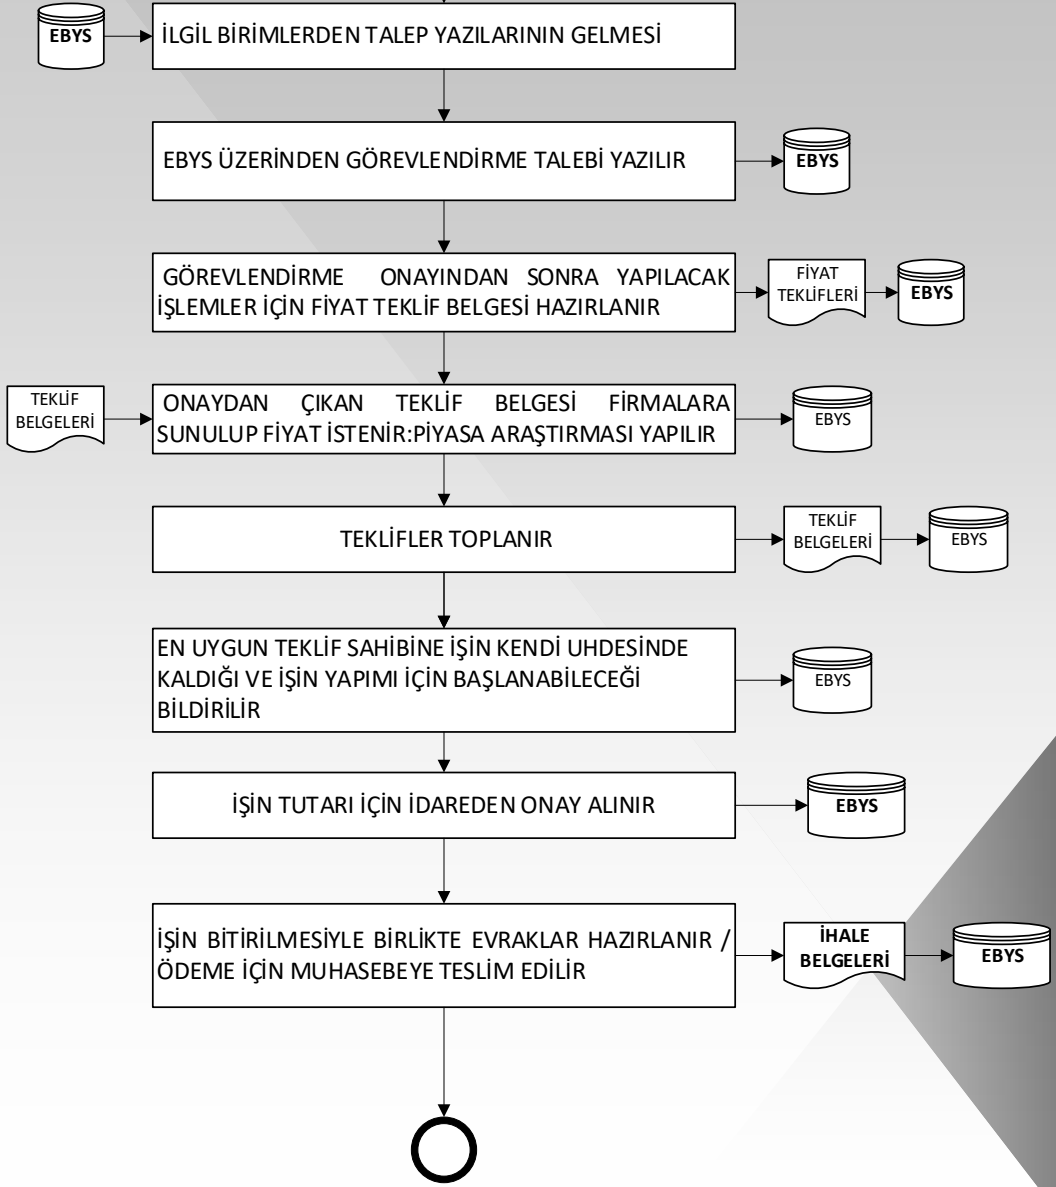 EBYS
İLGİL BİRİMLERDEN TALEP YAZILARININ GELMESİ
EBYS ÜZERİNDEN GÖREVLENDİRME TALEBİ YAZILIR
EBYS
GÖREVLENDİRME ONAYINDAN SONRA YAPILACAK
İŞLEMLER İÇİN FİYAT TEKLİF BELGESİ HAZIRLANIR
FİYAT
TEKLİFLERİ
EBYS
TEKLİF
BELGELERİ
ONAYDAN ÇIKAN TEKLİF BELGESİ FİRMALARA
SUNULUP FİYAT İSTENİR:PİYASA ARAŞTIRMASI YAPILIR
EBYS
TEKLİFLER TOPLANIR
TEKLİF
BELGELERİ
EBYS
EN UYGUN TEKLİF SAHİBİNE İŞİN KENDİ UHDESİNDE
KALDIĞI VE İŞİN YAPIMI İÇİN BAŞLANABİLECEĞİ
BİLDİRİLİR
EBYS
İŞİN TUTARI İÇİN İDAREDEN ONAY ALINIR
EBYS
İŞİN BİTİRİLMESİYLE BİRLİKTE EVRAKLAR HAZIRLANIR /
ÖDEME İÇİN MUHASEBEYE TESLİM EDİLİR
İHALE
BELGELERİ
EBYS